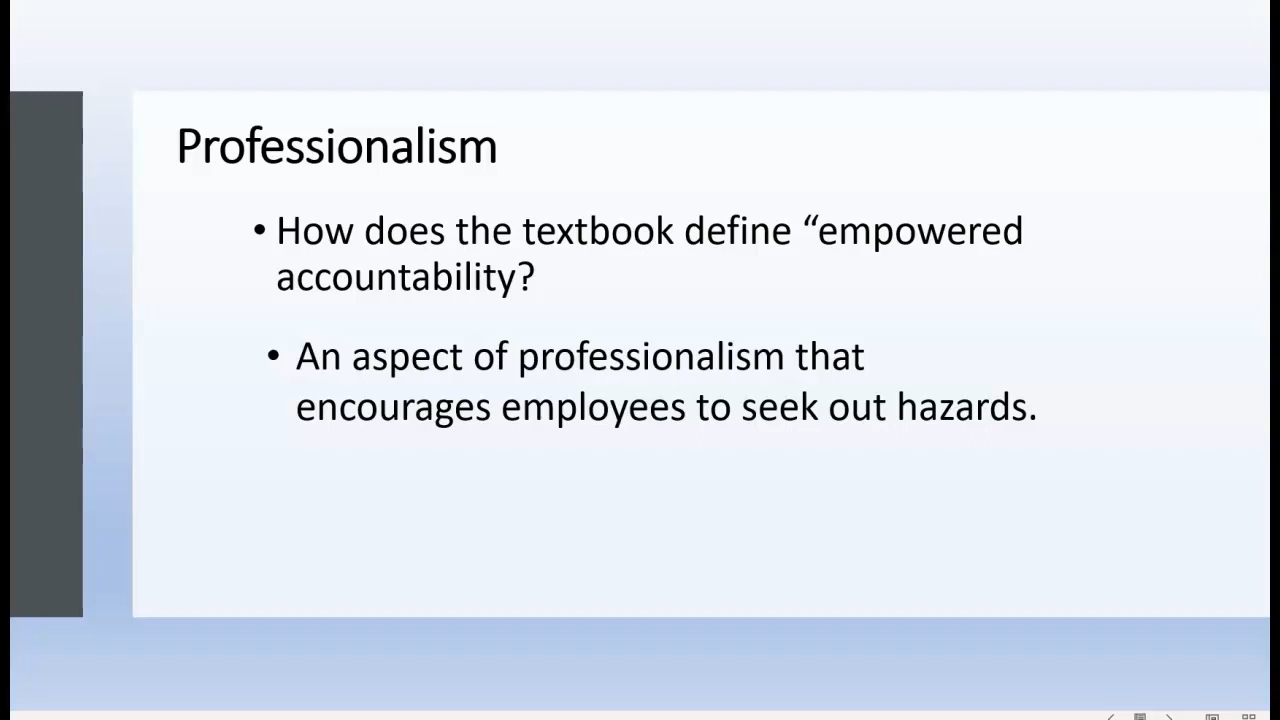 Professionalism
• How does the textbook define “empowered
accountability?
• An aspect of professionalism that
encourages employees to seek out hazards.